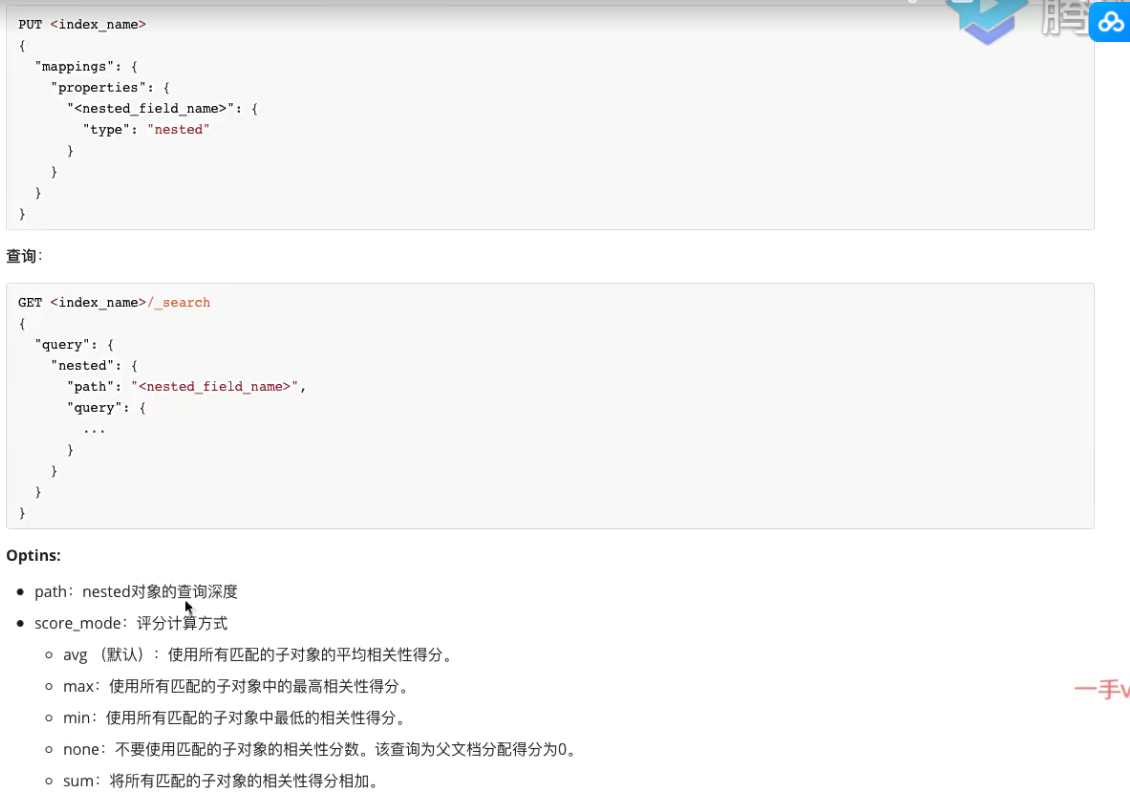 PUT <index_name>
{
  "mappings": {
    "properties": {
      "<nested_field_name>": {
        "type": "nested"
      }
    }
  }
}
腾
查询：
GET <index_name>/_search
{
  "query": {
    "nested": {
      "path": "<nested_field_name>",
      "query": {
        ...
      }
    }
  }
}
Optins:
● path：nested对象的查询深度
● score_mode：评分计算方式
○ avg （默认）：使用所有匹配的子对象的平均相关性得分。
○ max：使用所有匹配的子对象中的最高相关性得分。
○ min：使用所有匹配的子对象中最低的相关性得分。
○ none：不要使用匹配的子对象的相关性分数。该查询为父文档分配得分为0。
○ sum：将所有匹配的子对象的相关性得分相加。
一手v